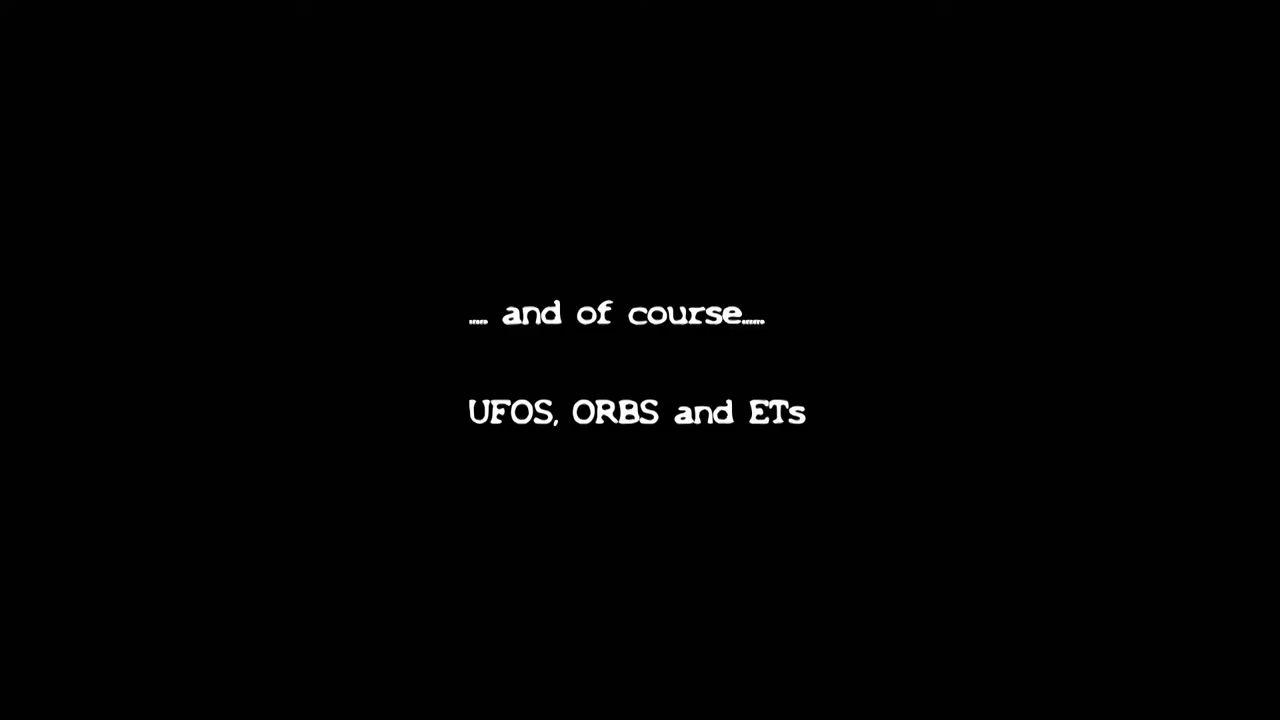 .... and of course.....
UFOS, ORBS and ETs